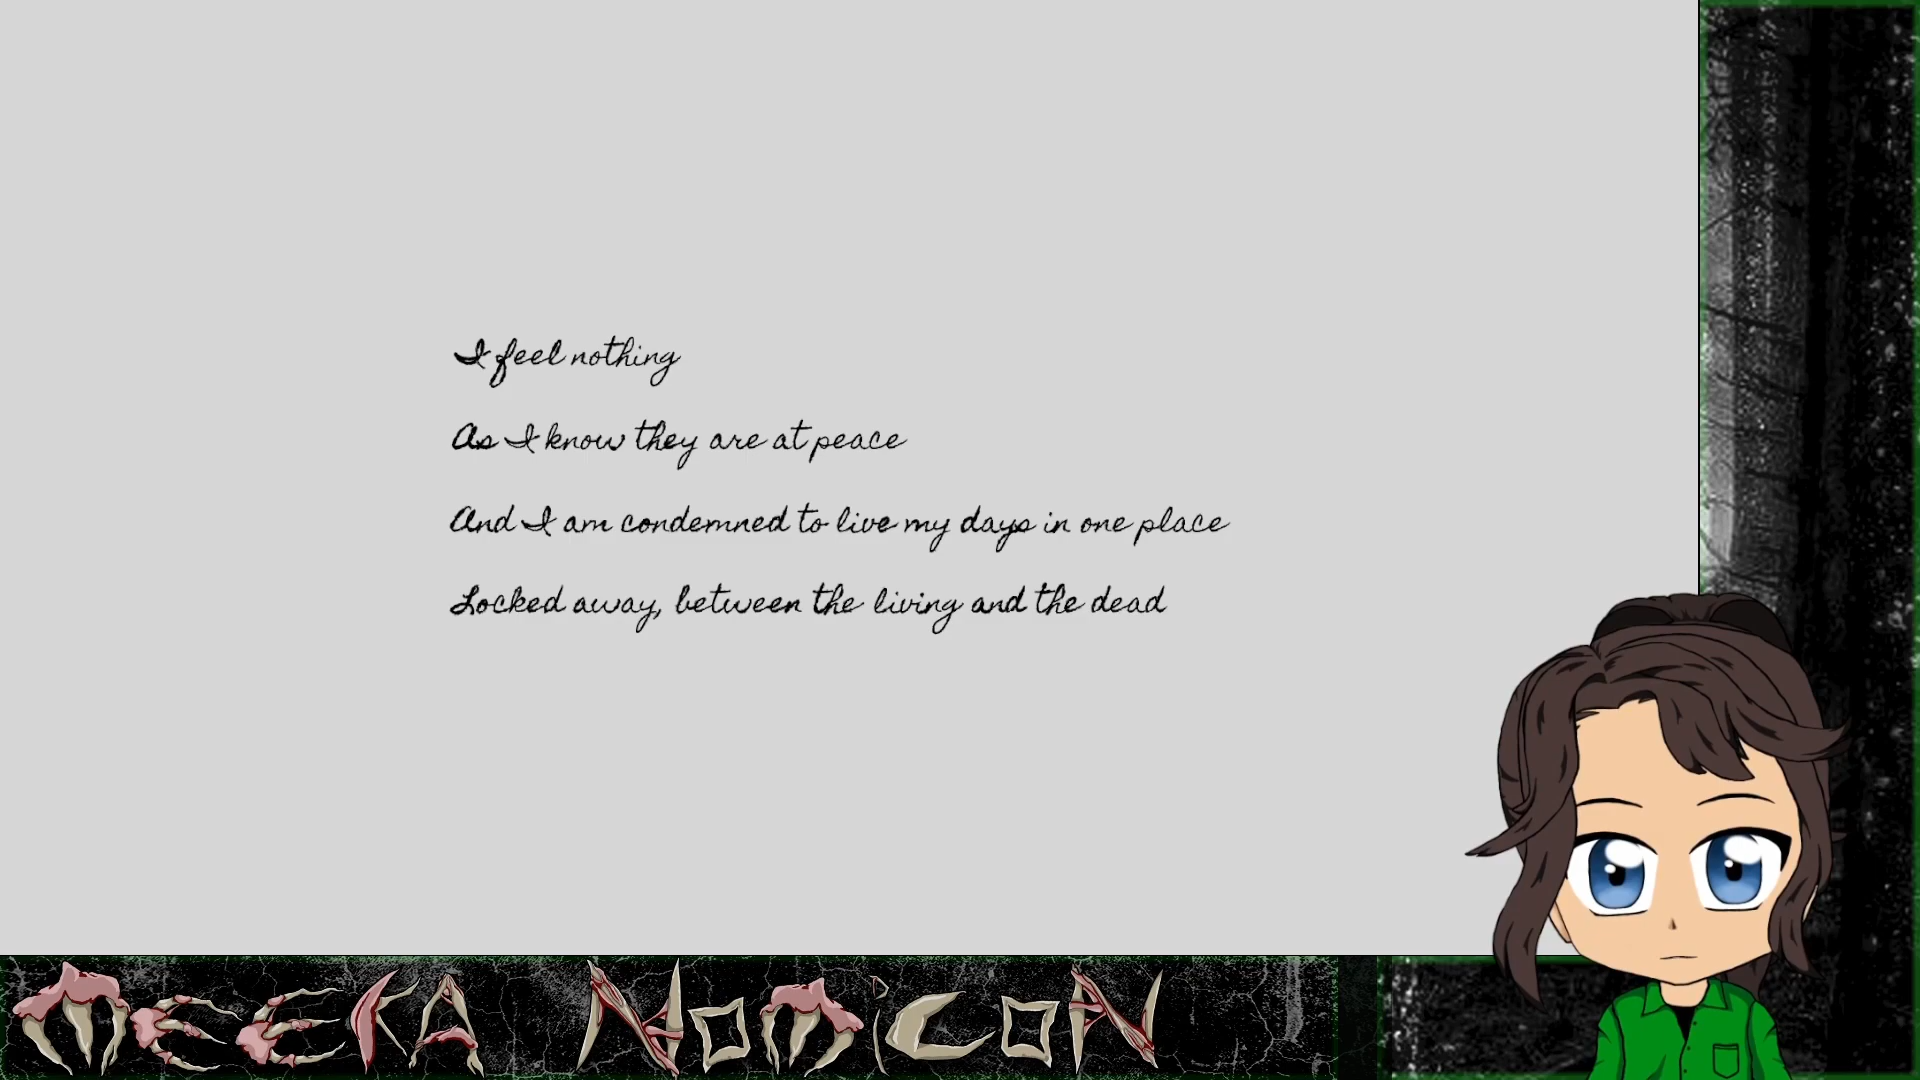 I feel nothing
As I know they are at peace
And I am condemned to live my days in one place
Locked away, between the living and the dead
MEEKA NOMICON